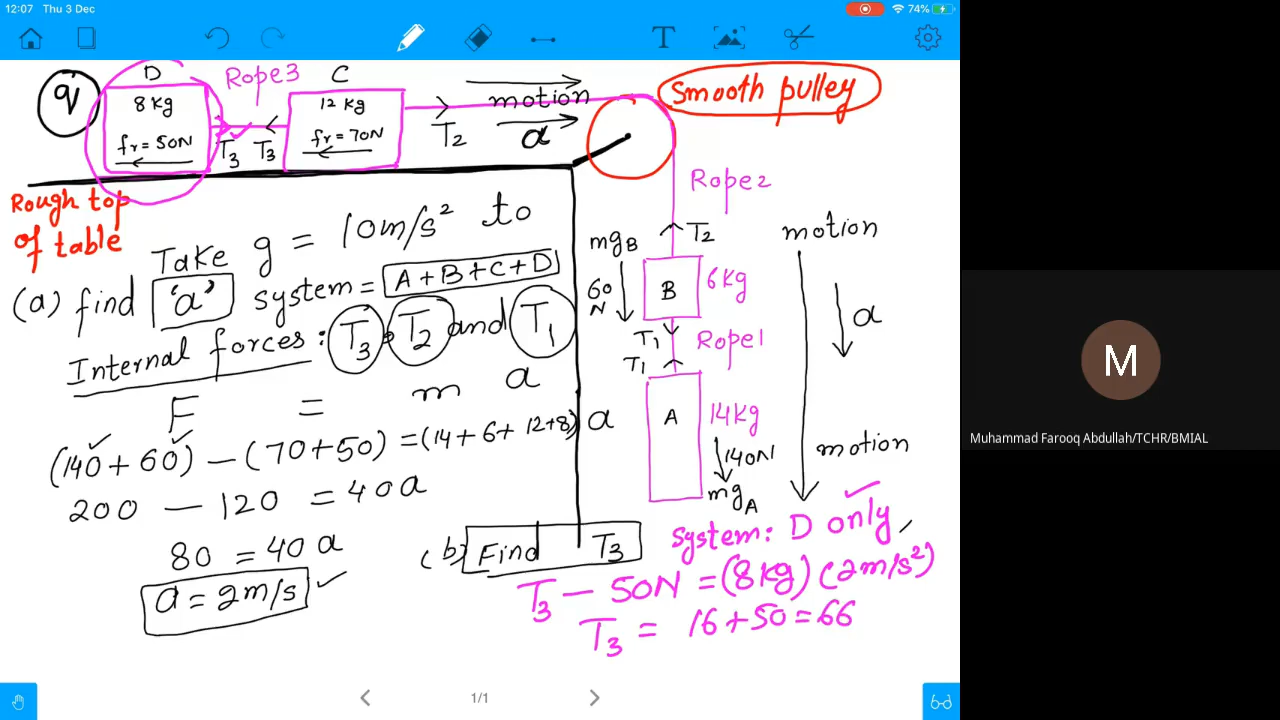 12:07 Thu 3 Dec
74%
T
q
D
8 Kg
fr = 50N
Rope3
T3 T3
C
12 Kg
fr = 70N
motion
T2
a
Smooth pulley
Rope2
Rough top
of table
Take g = 10m/s² to
(a) find 'a' system = A+B+C+D
Internal forces: T3, T2 and T1
F = m a
(140 + 60) – (70+50) = (14 + 6 + 12+8) a
200 – 120 = 40a
80 = 40 a
a = 2m/s
mgB
60
N
T2
B
6Kg
T1
T1
Rope1
A
14Kg
140N
mgA
motion
a
motion
(b) Find T3
System: D only
T3 – 50N = (8kg) (2m/s²)
T3 = 16+50=66
M
Muhammad Farooq Abdullah/TCHR/BMIAL
1/1